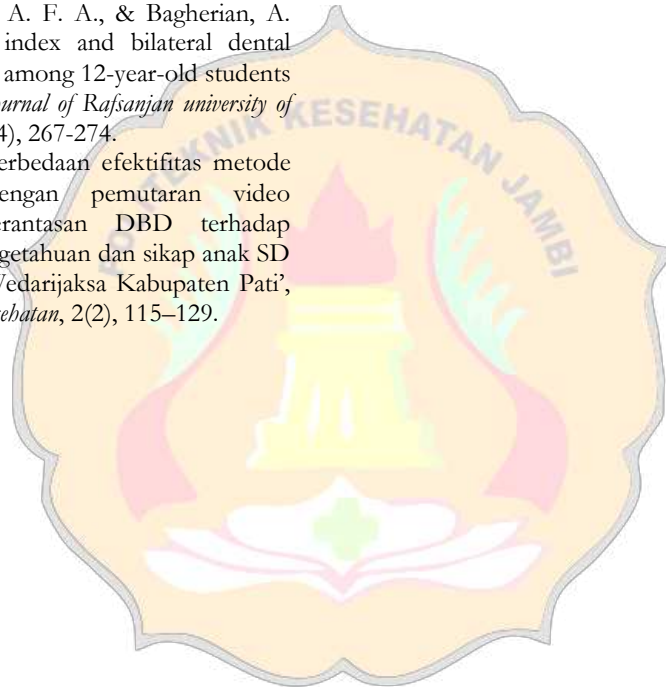 A. F. A., & Bagherian, A.
index and bilateral dental
among 12-year-old students
urnal of Rafsanjan university of
4), 267-274.
erbedaan efektifitas metode
engan pemutaran video
erantasan DBD terhadap
getahuan dan sikap anak SD
Vedarijaksa Kabupaten Pati’,
ehatan, 2(2), 115–129.
POLITEKNIK KESEHATAN JAMBI